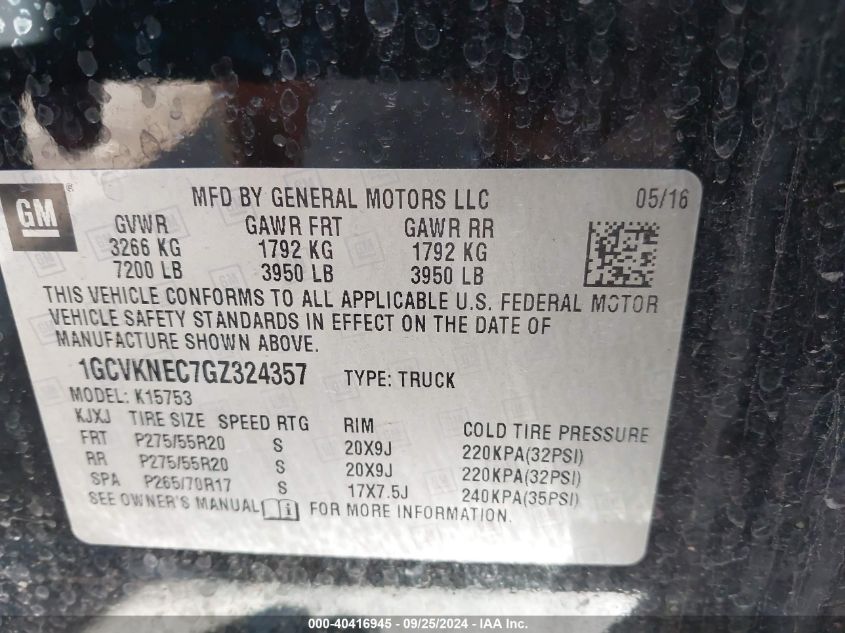 GM ®
MFD BY GENERAL MOTORS LLC 05/16
GVWR GAWR FRT GAWR RR
3266 KG 1792 KG 1792 KG
7200 LB 3950 LB 3950 LB
THIS VEHICLE CONFORMS TO ALL APPLICABLE U.S. FEDERAL MOTOR
VEHICLE SAFETY STANDARDS IN EFFECT ON THE DATE OF
MANUFACTURE SHOWN ABOVE.
1GCVKNEC7GZ324357 TYPE: TRUCK
MODEL: K15753
KJXJ TIRE SIZE SPEED RTG RIM COLD TIRE PRESSURE
FRT P275/55R20 S 20X9J 220KPA(32PSI)
RR P275/55R20 S 20X9J 220KPA(32PSI)
SPA P265/70R17 S 17X7.5J 240KPA(35PSI)
SEE OWNER'S MANUAL i FOR MORE INFORMATION.
000-40416945 - 09/25/2024 - IAA Inc.